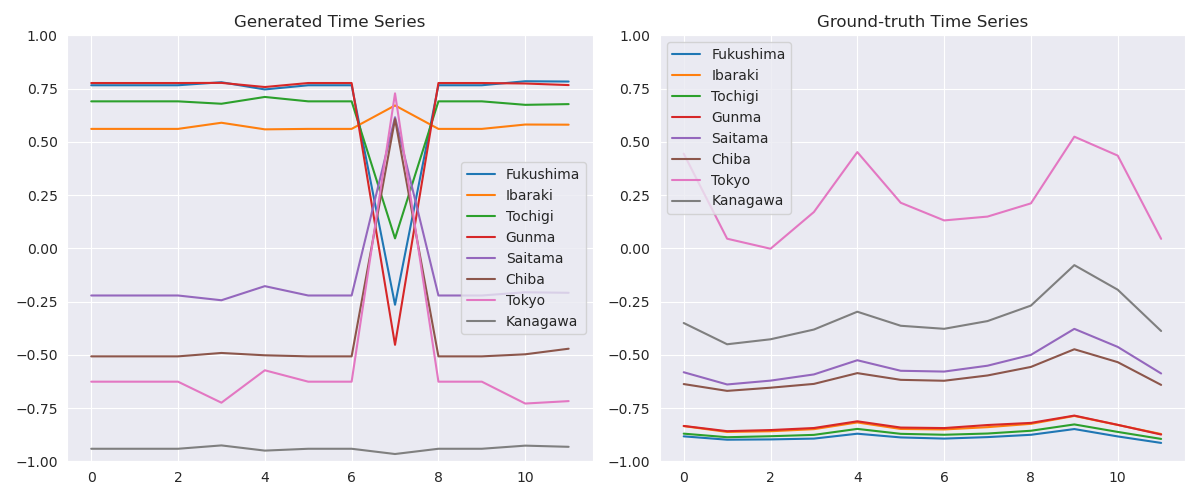 Generated Time Series
1.00
0.75
0.50
0.25
0.00
−0.25
−0.50
−0.75
−1.00
0 2 4 6 8 10
Fukushima
Ibaraki
Tochigi
Gunma
Saitama
Chiba
Tokyo
Kanagawa
Ground-truth Time Series
1.00
0.75
0.50
0.25
0.00
−0.25
−0.50
−0.75
−1.00
0 2 4 6 8 10
Fukushima
Ibaraki
Tochigi
Gunma
Saitama
Chiba
Tokyo
Kanagawa